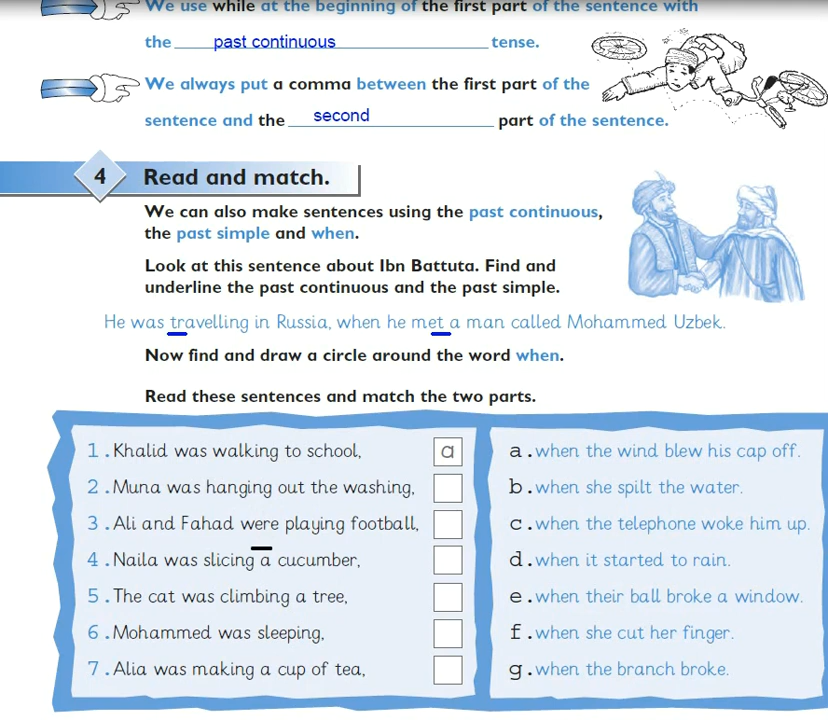 We use while at the beginning of the first part of the sentence with
the past continuous tense.
We always put a comma between the first part of the
sentence and the second part of the sentence.
4 Read and match.
We can also make sentences using the past continuous,
the past simple and when.
Look at this sentence about Ibn Battuta. Find and
underline the past continuous and the past simple.
He was travelling in Russia, when he met a man called Mohammed Uzbek.
Now find and draw a circle around the word when.
Read these sentences and match the two parts.
1. Khalid was walking to school, a a. when the wind blew his cap off.
2. Muna was hanging out the washing, b. when she spilt the water.
3. Ali and Fahad were playing football, c. when the telephone woke him up.
4. Naila was slicing a cucumber, d. when it started to rain.
5. The cat was climbing a tree, e. when their ball broke a window.
6. Mohammed was sleeping, f. when she cut her finger.
7. Alia was making a cup of tea, g. when the branch broke.